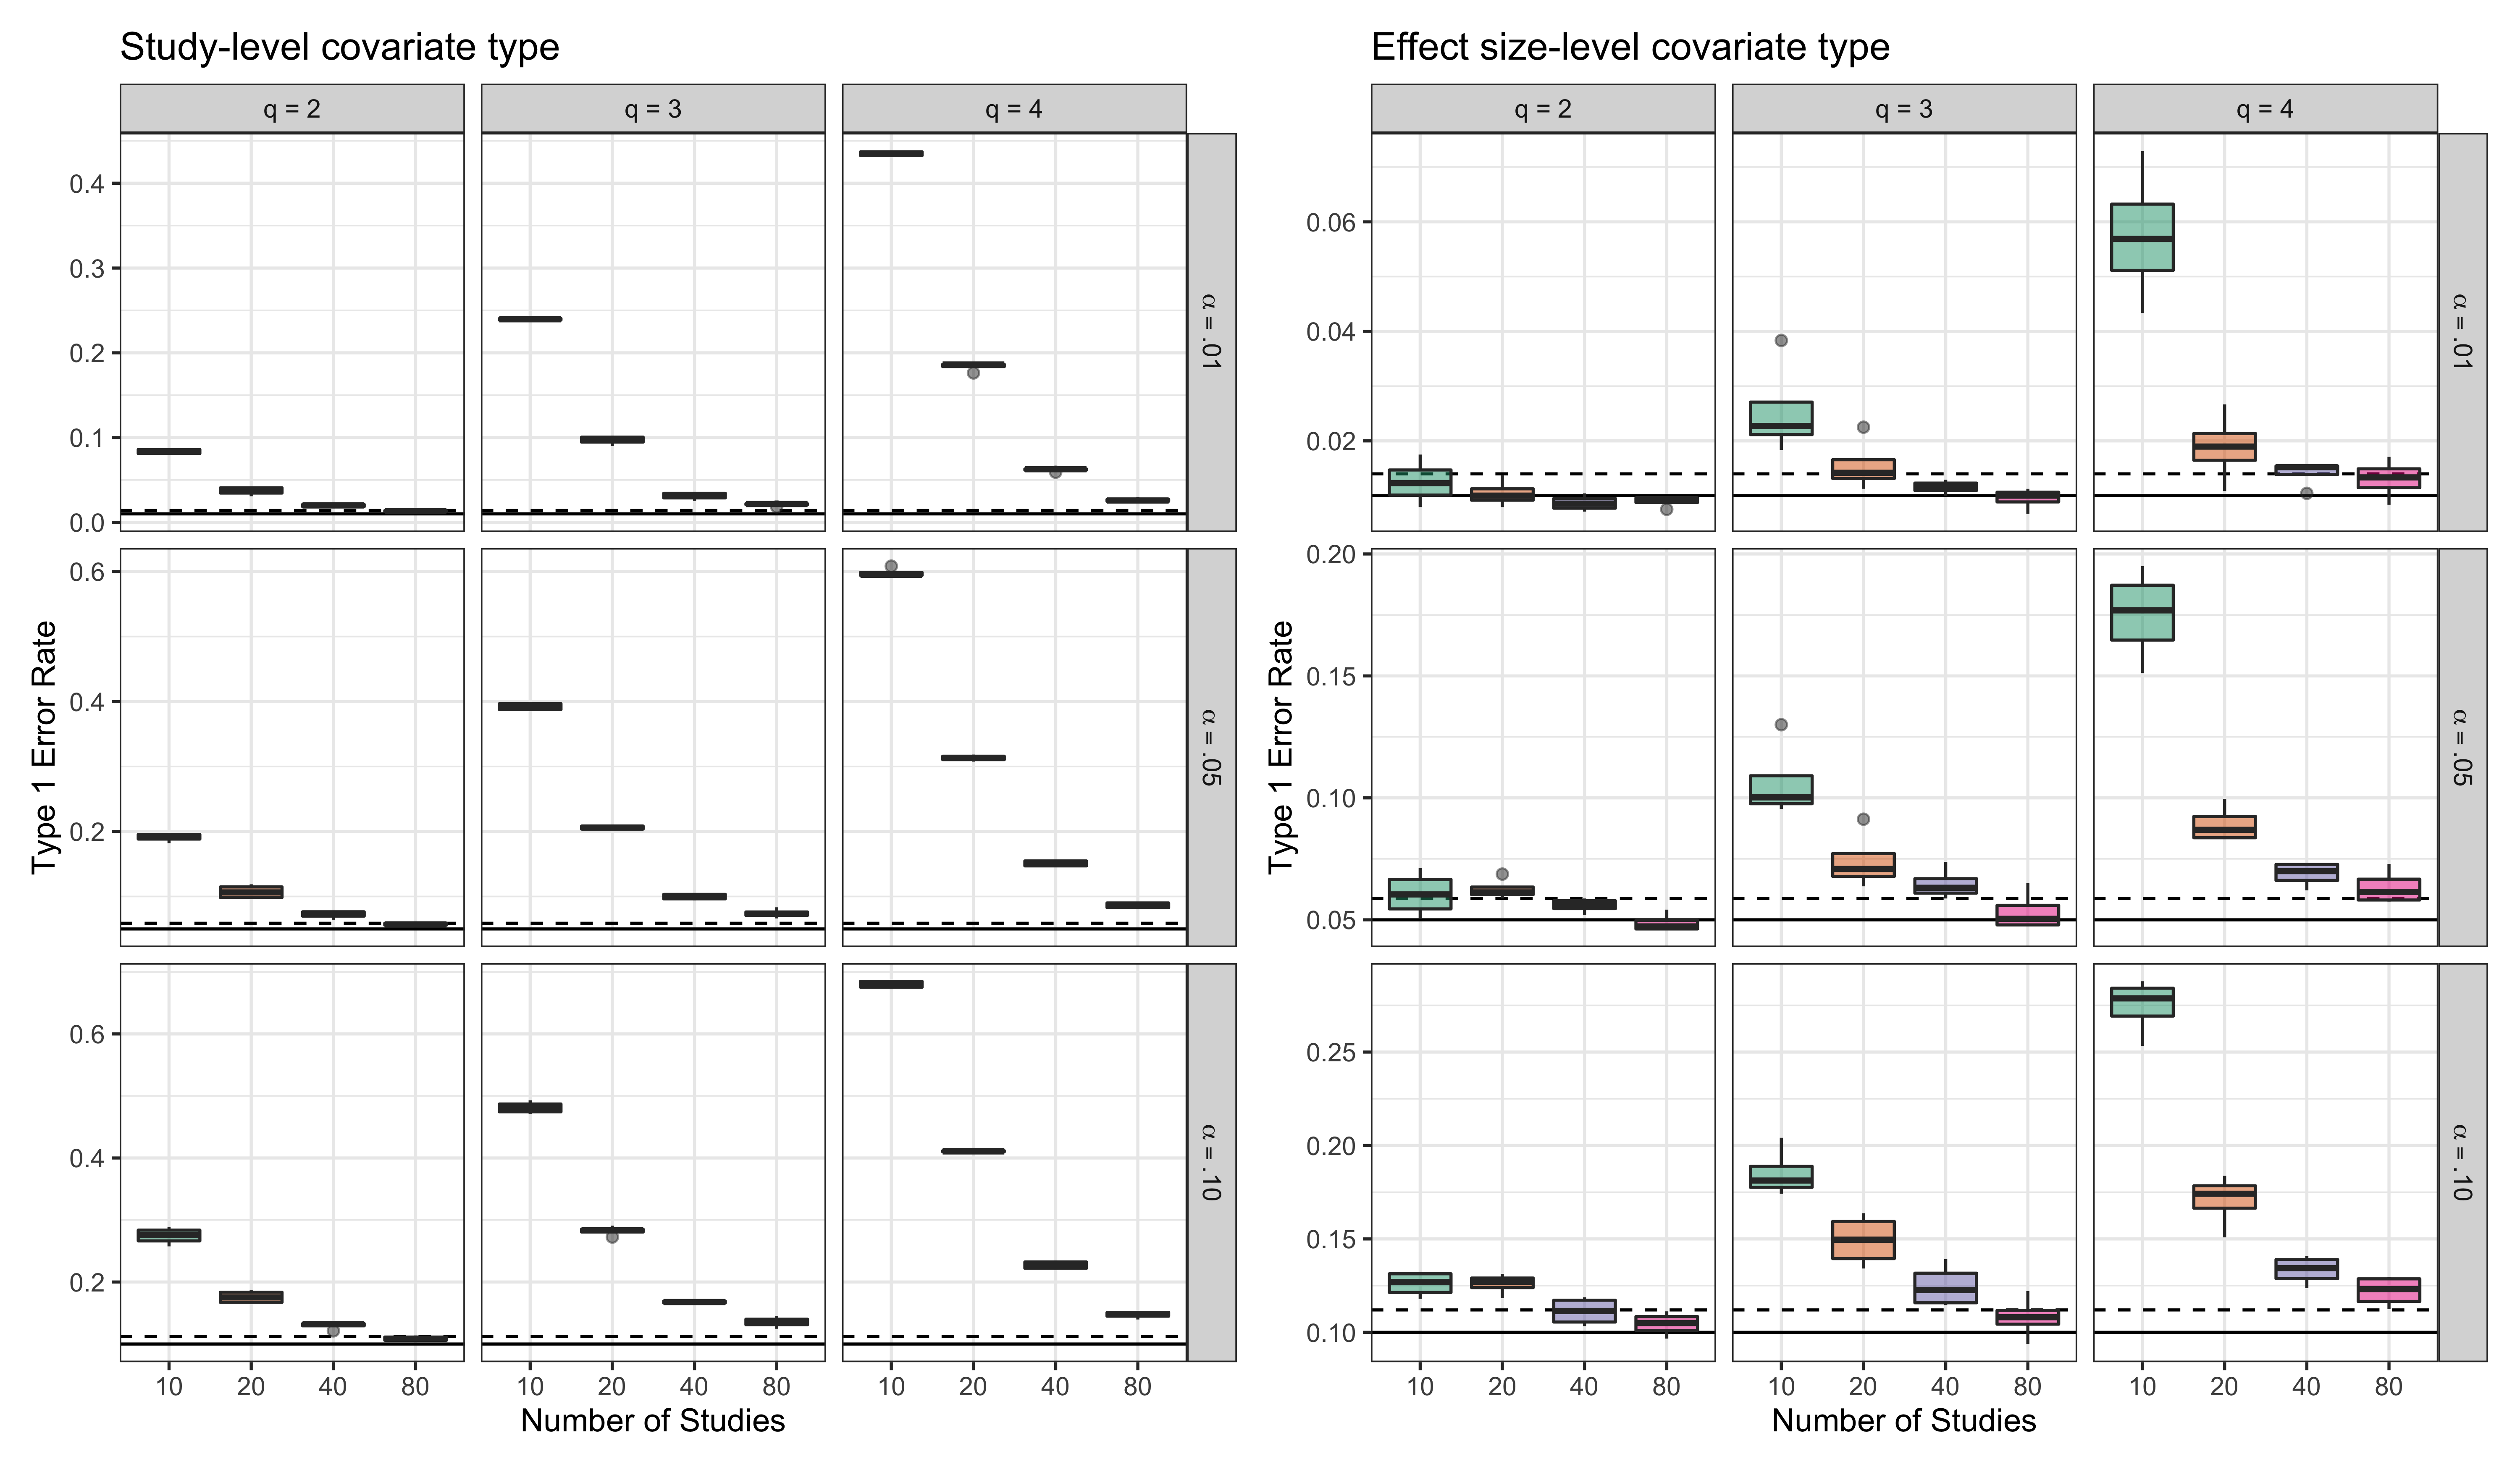 Study-level covariate type
q = 2 q = 3 q = 4
0.4
0.3
0.2
0.1
0.0
α = .01
0.6
0.4
0.2
α = .05
0.6
0.4
0.2
α = .10
Type 1 Error Rate
10 20 40 80 10 20 40 80 10 20 40 80
Number of Studies
Effect size-level covariate type
q = 2 q = 3 q = 4
0.06
0.04
0.02
α = .01
0.20
0.15
0.10
0.05
α = .05
0.25
0.20
0.15
0.10
α = .10
Type 1 Error Rate
10 20 40 80 10 20 40 80 10 20 40 80
Number of Studies